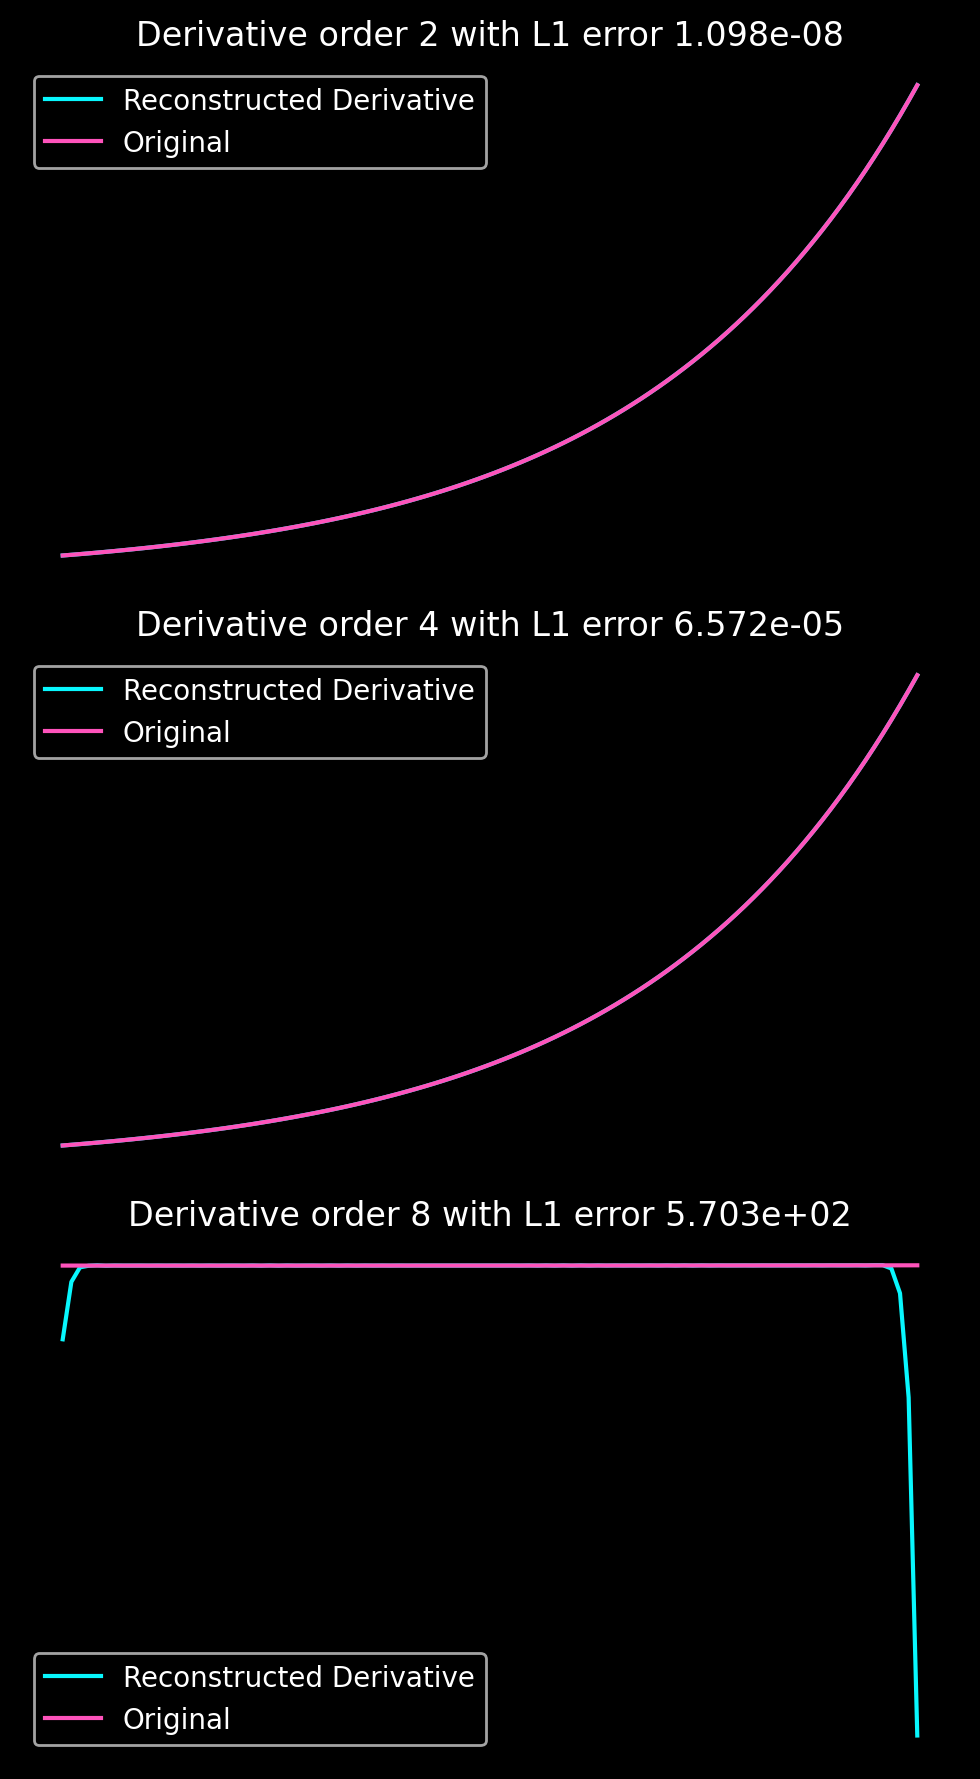 Derivative order 2 with L1 error 1.098e-08
Reconstructed Derivative
Original
Derivative order 4 with L1 error 6.572e-05
Reconstructed Derivative
Original
Derivative order 8 with L1 error 5.703e+02
Reconstructed Derivative
Original